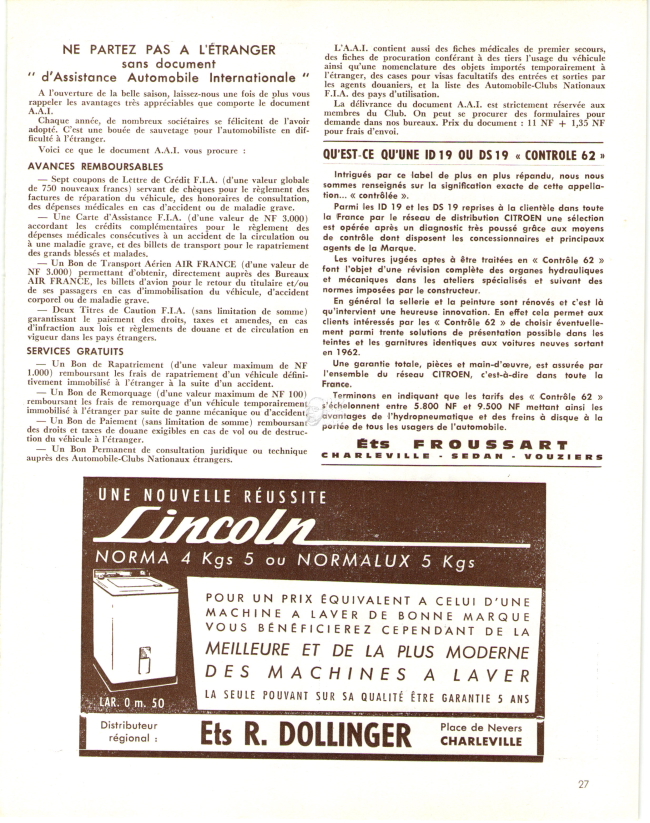 NE PARTEZ PAS A L'ÉTRANGER
sans document
" d'Assistance Automobile Internationale "
A l'ouverture de la belle saison, laissez-nous une fois de plus vous
rappeler les avantages très appréciables que comporte le document
A.A.I.
Chaque année, de nombreux sociétaires se félicitent de l'avoir
adopté. C'est une bouée de sauvetage pour l'automobiliste en dif-
ficulté à l'étranger.
Voici ce que le document A.A.I. vous procure :
AVANCES REMBOURSABLES
— Sept coupons de Lettre de Crédit F.I.A. (d'une valeur globale
de 750 nouveaux francs) servant de chèques pour le règlement des
factures de réparation du véhicule, des honoraires de consultation,
des dépenses médicales en cas d'accident ou de maladie grave.
— Une Carte d'Assistance F.I.A. (d'une valeur de NF 3.000)
accordant les crédits complémentaires pour le règlement des
dépenses médicales consécutives à un accident de la circulation ou
à une maladie grave, et des billets de transport pour le rapatriement
des grands blessés et malades.
— Un Bon de Transport Aérien AIR FRANCE (d'une valeur de
NF 3.000) permettant d'obtenir, directement auprès des Bureaux
AIR FRANCE, les billets d'avion pour le retour du titulaire et/ou
de ses passagers en cas d'immobilisation du véhicule, d'accident
corporel ou de maladie grave.
— Deux Titres de Caution F.I.A. (sans limitation de somme)
garantissant le paiement des droits, taxes et amendes, en cas
d'infraction aux lois et règlements de douane et de circulation en
vigueur dans les pays étrangers.
SERVICES GRATUITS
— Un Bon de Rapatriement (d'une valeur maximum de NF
1.000) remboursant les frais de rapatriement d'un véhicule défini-
tivement immobilisé à l'étranger à la suite d'un accident.
— Un Bon de Remorquage (d'une valeur maximum de NF 100)
remboursant les frais de remorquage d'un véhicule temporairement
immobilisé à l'étranger par suite de panne mécanique ou d'accident.
— Un Bon de Paiement (sans limitation de somme) remboursant
des droits et taxes de douane exigibles en cas de vol ou de destruc-
tion du véhicule à l'étranger.
— Un Bon Permanent de consultation juridique ou technique
auprès des Automobile-Clubs Nationaux étrangers.
L'A.A.I. contient aussi des fiches médicales de premier secours,
des fiches de procuration conférant à des tiers l'usage du véhicule
ainsi qu'une nomenclature des objets importés temporairement à
l'étranger, des cases pour visas facultatifs des entrées et sorties par
les agents douaniers, et la liste des Automobile-Clubs Nationaux
F.I.A. des pays d'utilisation.
La délivrance du document A.A.I. est strictement réservée aux
membres du Club. On peut se procurer des formulaires pour
demande dans nos bureaux. Prix du document : 11 NF + 1,35 NF
pour frais d'envoi.
QU'EST-CE QU'UNE ID 19 OU DS 19 « CONTROLE 62 »
Intrigués par ce label de plus en plus répandu, nous nous
sommes renseignés sur la signification exacte de cette appella-
tion... « contrôlée ».
Parmi les ID 19 et les DS 19 reprises à la clientèle dans toute
la France par le réseau de distribution CITROEN une sélection
est opérée après un diagnostic très poussé grâce aux moyens
de contrôle dont disposent les concessionnaires et principaux
agents de la Marque.
Les voitures jugées aptes à être traitées en « Contrôle 62 »
font l'objet d'une révision complète des organes hydrauliques
et mécaniques dans les ateliers spécialisés et suivant des
normes imposées par le constructeur.
En général la sellerie et la peinture sont rénovés et c'est là
qu'intervient une heureuse innovation. En effet cela permet aux
clients intéressés par les « Contrôle 62 » de choisir éventuelle-
ment parmi trente solutions de présentation possible dans les
teintes et les garnitures identiques aux voitures neuves sortant
en 1962.
Une garantie totale, pièces et main-d'œuvre, est assurée par
l'ensemble du réseau CITROEN, c'est-à-dire dans toute la
France.
Terminons en indiquant que les tarifs des « Contrôle 62 »
s'échelonnent entre 5.800 NF et 9.500 NF mettant ainsi les
avantages de l'hydropneumatique et des freins à disque à la
portée de tous les usagers de l'automobile.
Éts FROUSSART
CHARLEVILLE - SEDAN - VOUZIERS
UNE NOUVELLE RÉUSSITE
Lincoln
NORMA 4 Kgs 5 ou NORMALUX 5 Kgs
POUR UN PRIX ÉQUIVALENT A CELUI D'UNE
MACHINE A LAVER DE BONNE MARQUE
VOUS BÉNÉFICIEREZ CEPENDANT DE LA
MEILLEURE ET DE LA PLUS MODERNE
DES MACHINES A LAVER
LA SEULE POUVANT SUR SA QUALITÉ ÊTRE GARANTIE 5 ANS
LAR. 0 m. 50
Distributeur
régional :
Ets R. DOLLINGER
Place de Nevers
CHARLEVILLE
27